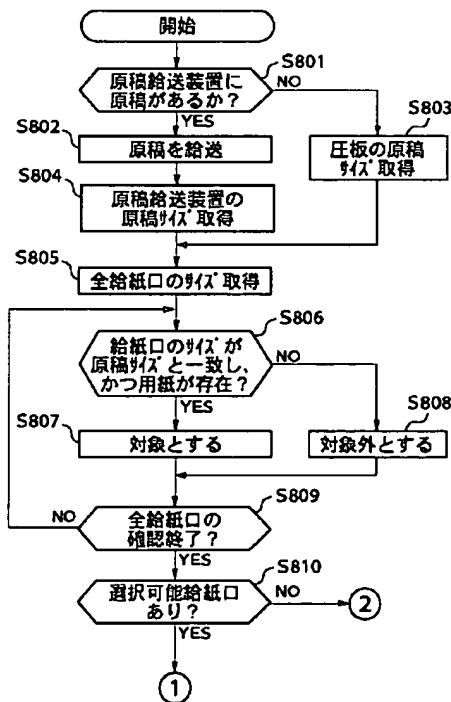 開始
S801
原稿給送装置に
原稿があるか?
NO
YES
S802
原稿を給送
S803
圧板の原稿
サイズ取得
S804
原稿給送装置の
原稿サイズ取得
S805
全給紙口のサイズ取得
S806
給紙口のサイズが
原稿サイズと一致し、
かつ用紙が存在?
NO
YES
S807
対象とする
S808
対象外とする
S809
全給紙口の
確認終了?
NO
YES
S810
選択可能給紙口
あり?
NO
②
YES
①